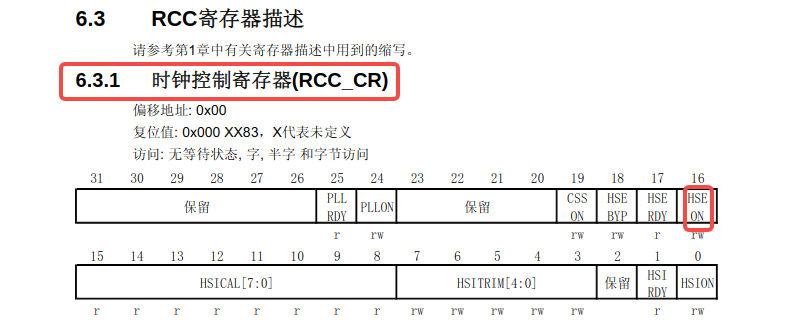 6.3 RCC寄存器描述
请参考第1章中有关寄存器描述中用到的缩写。
6.3.1 时钟控制寄存器(RCC_CR)
偏移地址: 0x00
复位值: 0x000 XX83，X代表未定义
访问: 无等待状态, 字, 半字 和字节访问
31 30 29 28 27 26 25 24 23 22 21 20 19 18 17 16
保留 PLL RDY PLLON 保留 CSS ON HSE BYP HSE RDY HSE ON
r rw rw rw r rw
15 14 13 12 11 10 9 8 7 6 5 4 3 2 1 0
HSICAL[7:0] HSITRIM[4:0] 保留 HSI RDY HSION
r r r r r r r r rw rw rw rw rw r rw